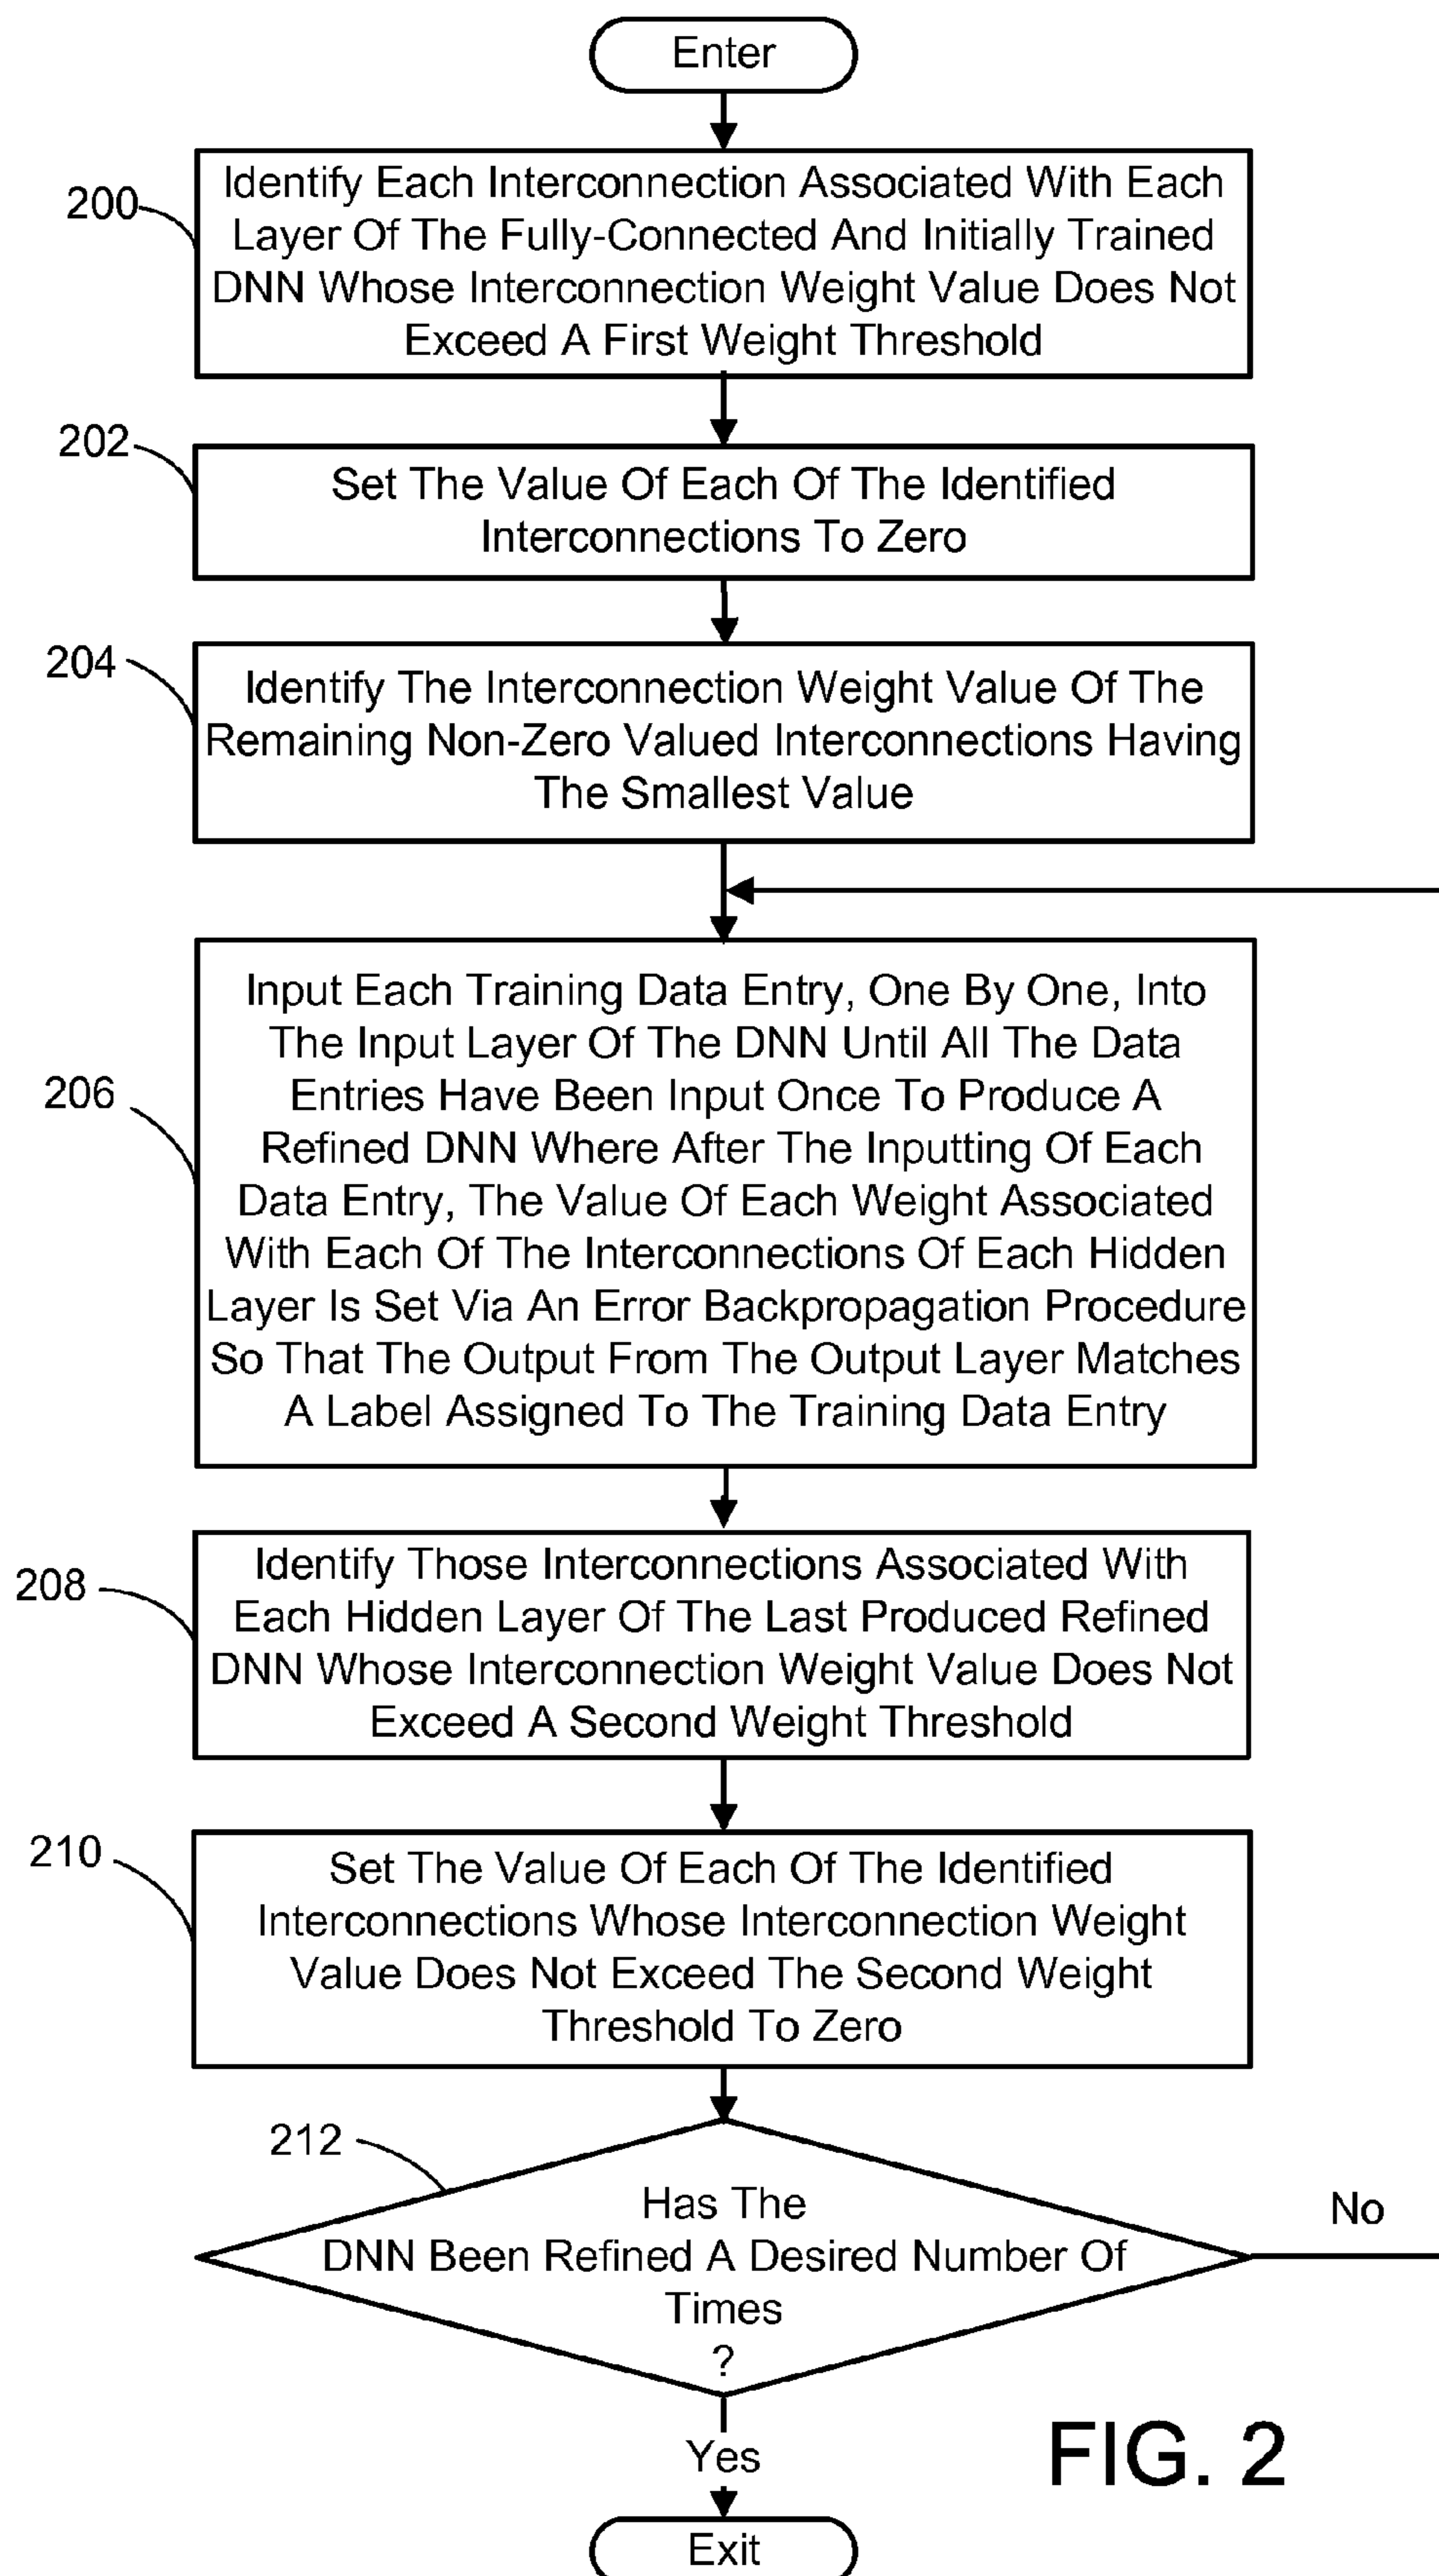 Enter
200
Identify Each Interconnection Associated With Each
Layer Of The Fully-Connected And Initially Trained
DNN Whose Interconnection Weight Value Does Not
Exceed A First Weight Threshold
202
Set The Value Of Each Of The Identified
Interconnections To Zero
204
Identify The Interconnection Weight Value Of The
Remaining Non-Zero Valued Interconnections Having
The Smallest Value
206
Input Each Training Data Entry, One By One, Into
The Input Layer Of The DNN Until All The Data
Entries Have Been Input Once To Produce A
Refined DNN Where After The Inputting Of Each
Data Entry, The Value Of Each Weight Associated
With Each Of The Interconnections Of Each Hidden
Layer Is Set Via An Error Backpropagation Procedure
So That The Output From The Output Layer Matches
A Label Assigned To The Training Data Entry
208
Identify Those Interconnections Associated With
Each Hidden Layer Of The Last Produced Refined
DNN Whose Interconnection Weight Value Does Not
Exceed A Second Weight Threshold
210
Set The Value Of Each Of The Identified
Interconnections Whose Interconnection Weight
Value Does Not Exceed The Second Weight
Threshold To Zero
212
Has The
DNN Been Refined A Desired Number Of
Times
?
No
Yes
FIG. 2
Exit